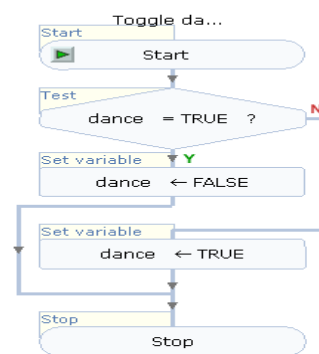 Toggle da...
Start
Start
Test
dance = TRUE ?
N
Set variable
Y
dance ← FALSE
Set variable
dance ← TRUE
Stop
Stop